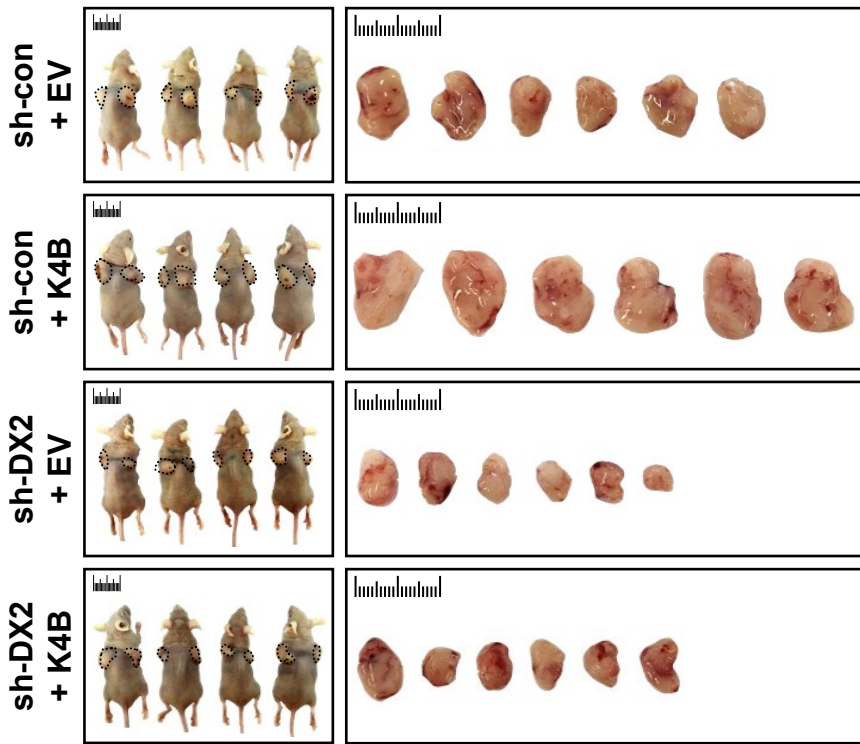 sh-con
+ EV
sh-con
+ K4B
sh-DX2
+ EV
sh-DX2
+ K4B